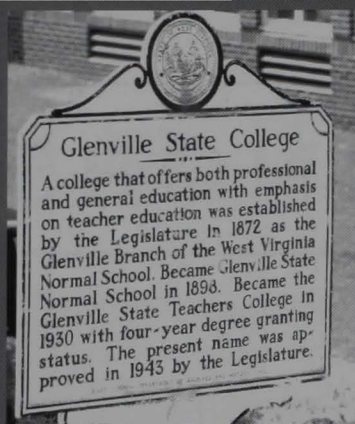 Glenville State College
A college that offers both professional
and general education with emphasis
on teacher education was established
by the Legislature in 1872 as the
Glenville Branch of the West Virginia
Normal School. Became Glenville State
Normal School in 1898. Became the
Glenville State Teachers College in
1930 with four-year degree granting
status. The present name was ap-
proved in 1943 by the Legislature.